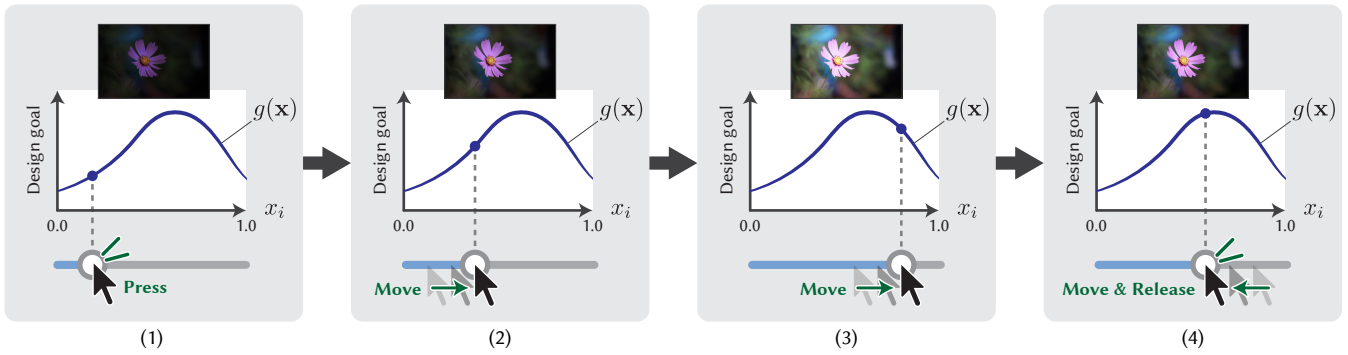 Design goal
g(x)
x_i
0.0 1.0
Press
(1)
Design goal
g(x)
x_i
0.0 1.0
Move
(2)
Design goal
g(x)
x_i
0.0 1.0
Move
(3)
Design goal
g(x)
x_i
0.0 1.0
Move & Release
(4)